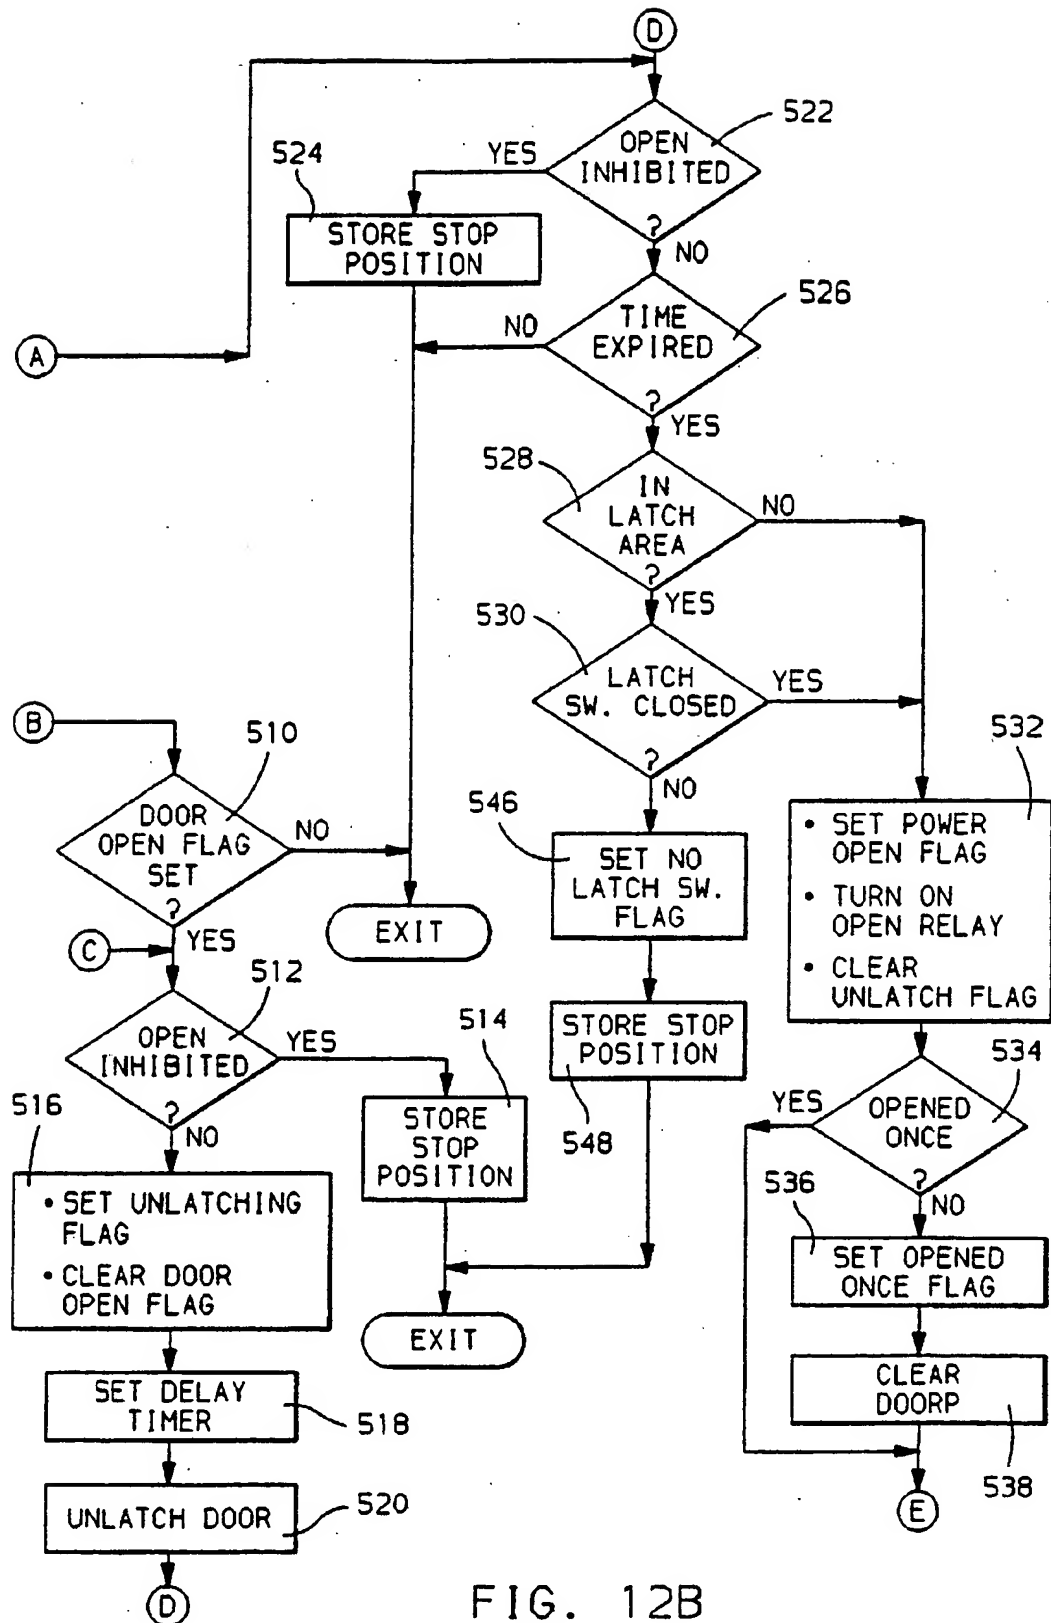 D
522
OPEN
INHIBITED
?
YES
NO
524
STORE STOP
POSITION
526
TIME
EXPIRED
?
NO
YES
A
528
IN
LATCH
AREA
?
NO
YES
530
LATCH
SW. CLOSED
?
YES
NO
B
510
DOOR
OPEN FLAG
SET
?
NO
YES
EXIT
C
512
OPEN
INHIBITED
?
YES
NO
514
STORE
STOP
POSITION
EXIT
516
• SET UNLATCHING
FLAG
• CLEAR DOOR
OPEN FLAG
SET DELAY
TIMER
518
UNLATCH DOOR
520
D
546
SET NO
LATCH SW.
FLAG
STORE STOP
POSITION
548
532
• SET POWER
OPEN FLAG
• TURN ON
OPEN RELAY
• CLEAR
UNLATCH FLAG
534
OPENED
ONCE
?
YES
NO
536
SET OPENED
ONCE FLAG
CLEAR
DOORP
538
E
FIG. 12B